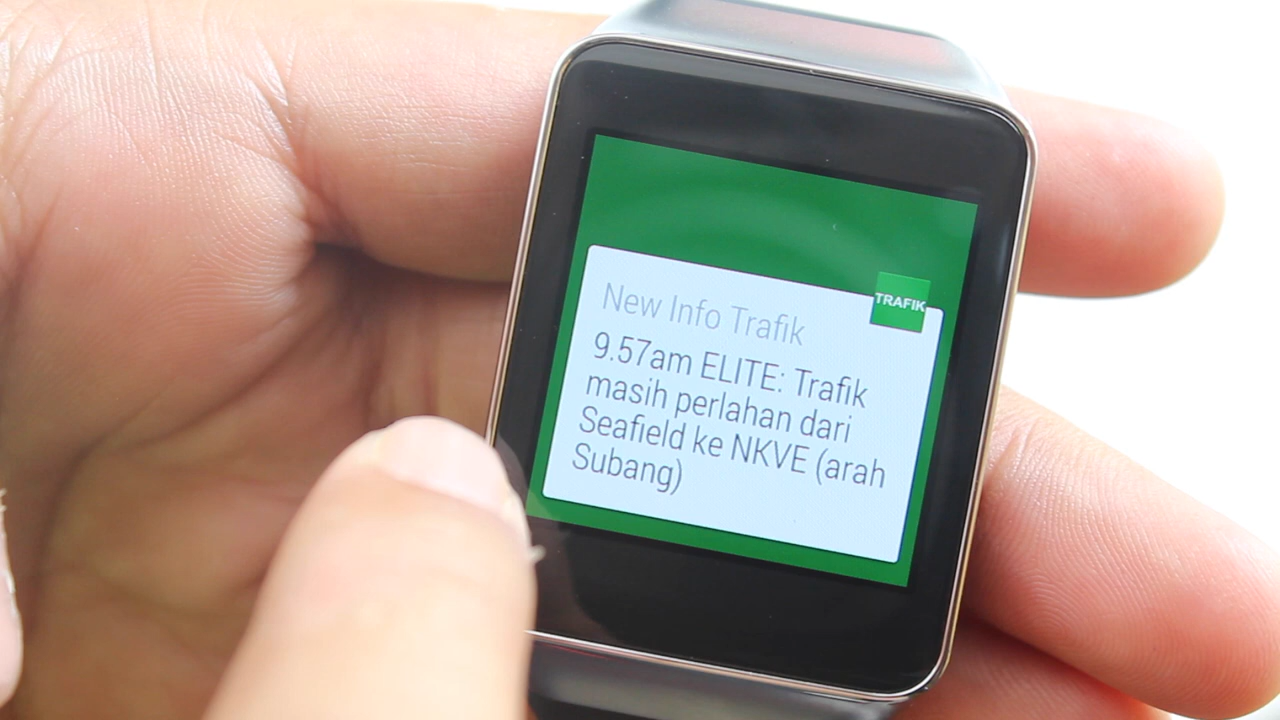 TRAFIK
New Info Trafik
9.57am ELITE: Trafik
masih perlahan dari
Seafield ke NKVE (arah
Subang)